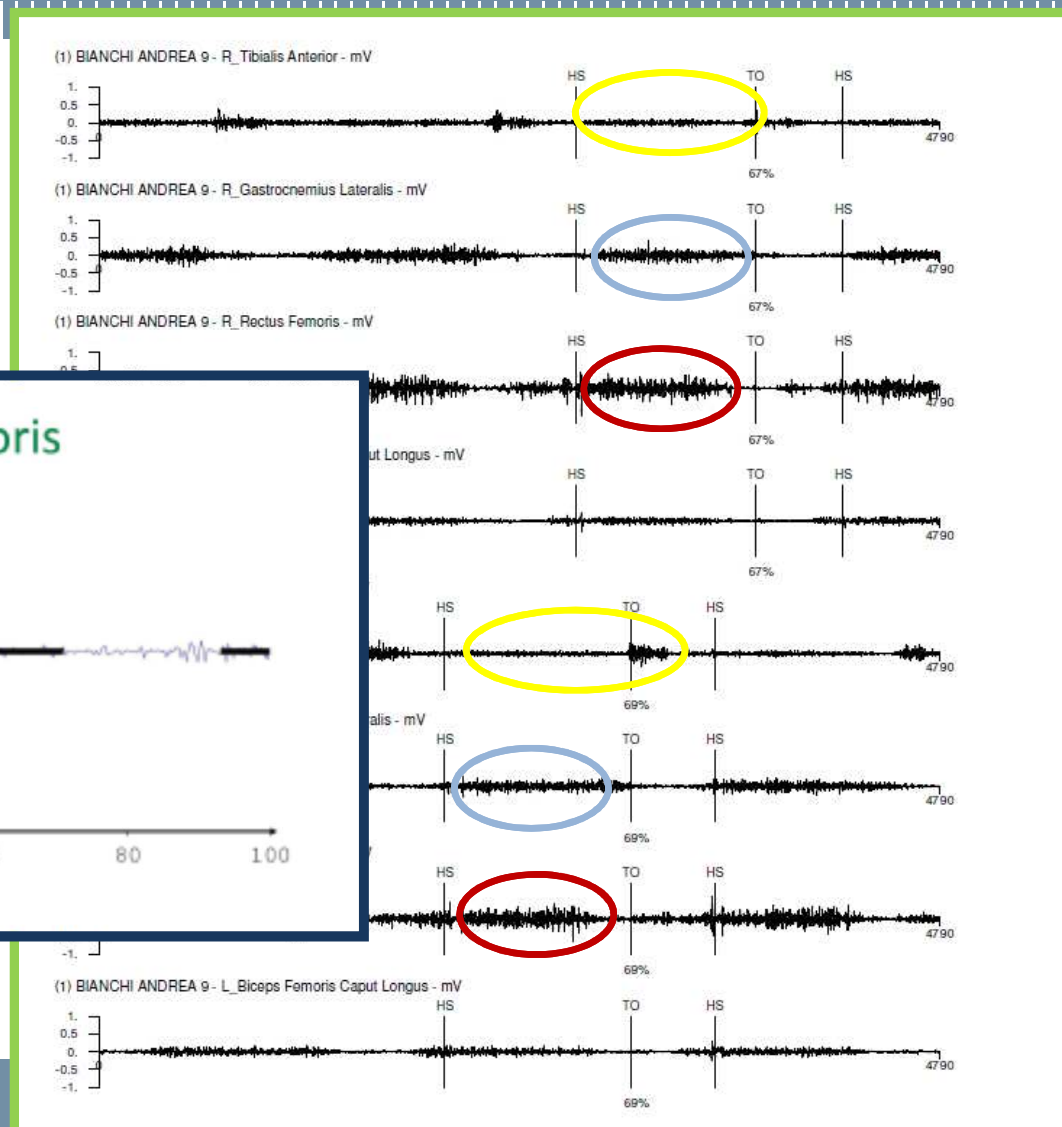 (1) BIANCHI ANDREA 9 - R_Tibialis Anterior - mV
HS TO HS
1.
0.5
0.
-0.5
-1.
0
4790
67%
(1) BIANCHI ANDREA 9 - R_Gastrocnemius Lateralis - mV
HS TO HS
1.
0.5
0.
-0.5
-1.
0
4790
67%
(1) BIANCHI ANDREA 9 - R_Rectus Femoris - mV
HS TO HS
1.
4790
67%
ut Longus - mV
HS TO HS
4790
67%
oris
80 100
HS TO HS
4790
69%
alis - mV
HS TO HS
4790
69%
HS TO HS
4790
-1.
69%
(1) BIANCHI ANDREA 9 - L_Biceps Femoris Caput Longus - mV
HS TO HS
1.
0.5
0.
-0.5
-1.
0
4790
69%